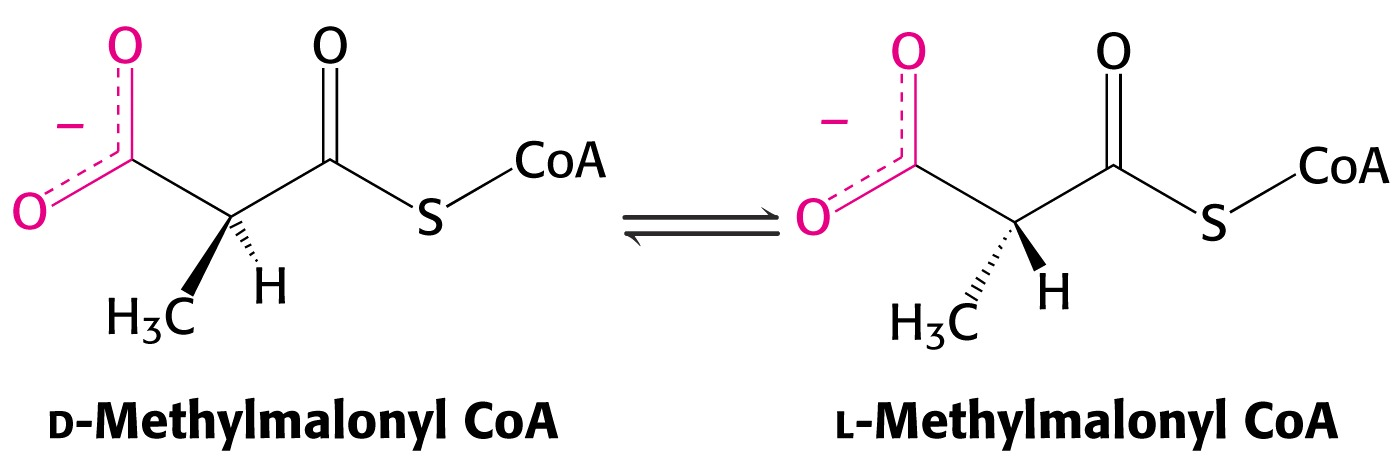 O O O O
– –
CoA CoA
O S O S
H H
H₃C H₃C
D-Methylmalonyl CoA L-Methylmalonyl CoA